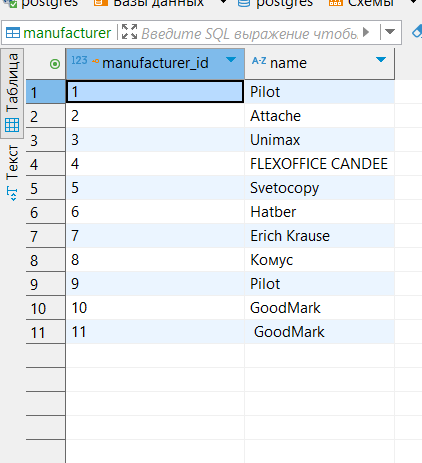 postgres Базы данных postgres Схемы
manufacturer Введите SQL выражение чтобы
Таблица
Текст
123 manufacturer_id A-Z name
1 1 Pilot
2 2 Attache
3 3 Unimax
4 4 FLEXOFFICE CANDEE
5 5 Svetocopy
6 6 Hatber
7 7 Erich Krause
8 8 Комус
9 9 Pilot
10 10 GoodMark
11 11 GoodMark